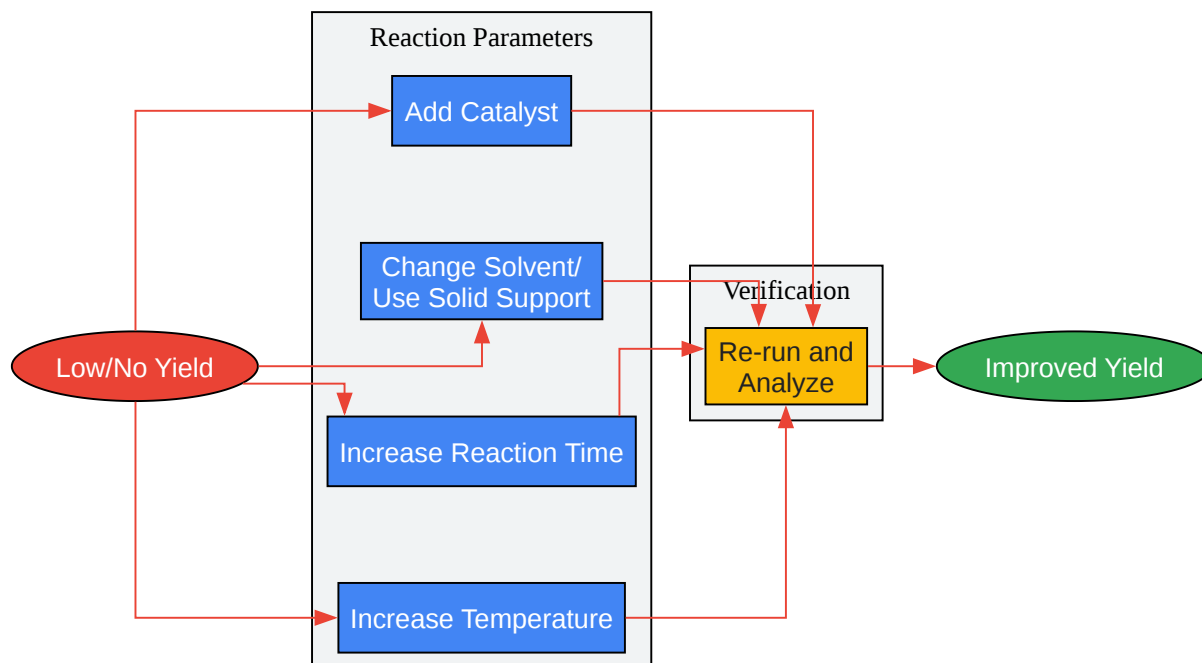 Reaction Parameters
Add Catalyst
Change Solvent/
Use Solid Support
Verification
Low/No Yield
Re-run and
Analyze
Improved Yield
Increase Reaction Time
Increase Temperature